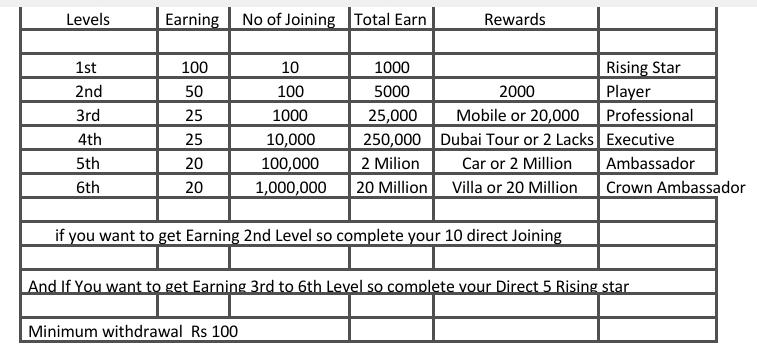 Levels Earning No of Joining Total Earn Rewards
1st 100 10 1000 Rising Star
2nd 50 100 5000 2000 Player
3rd 25 1000 25,000 Mobile or 20,000 Professional
4th 25 10,000 250,000 Dubai Tour or 2 Lacks Executive
5th 20 100,000 2 Milion Car or 2 Million Ambassador
6th 20 1,000,000 20 Million Villa or 20 Million Crown Ambassador
if you want to get Earning 2nd Level so complete your 10 direct Joining
And If You want to get Earning 3rd to 6th Level so complete your Direct 5 Rising star
Minimum withdrawal Rs 100